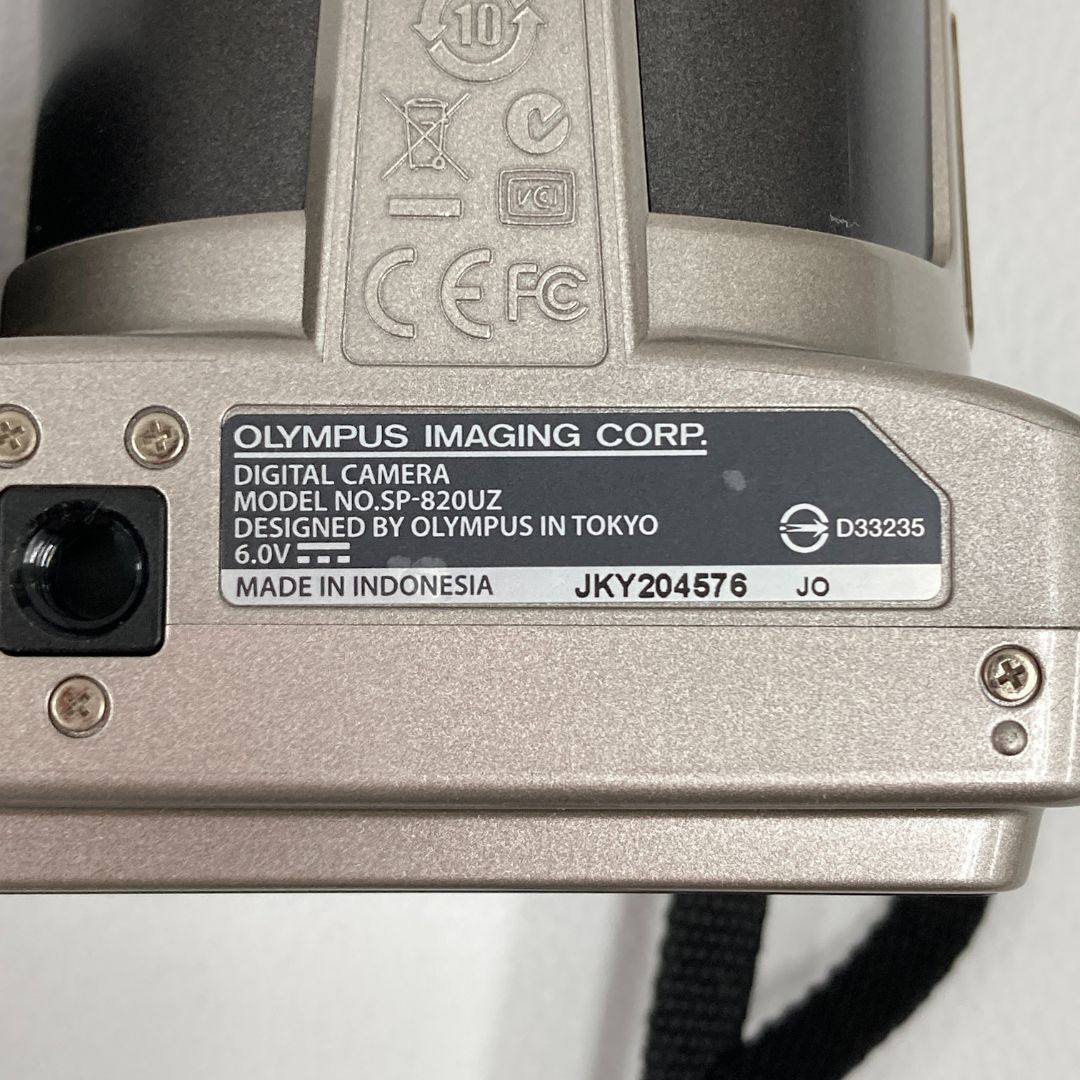 10
VCI
CE FC
OLYMPUS IMAGING CORP.
DIGITAL CAMERA
MODEL NO.SP-820UZ
DESIGNED BY OLYMPUS IN TOKYO
6.0V
D33235
MADE IN INDONESIA JKY204576 JO